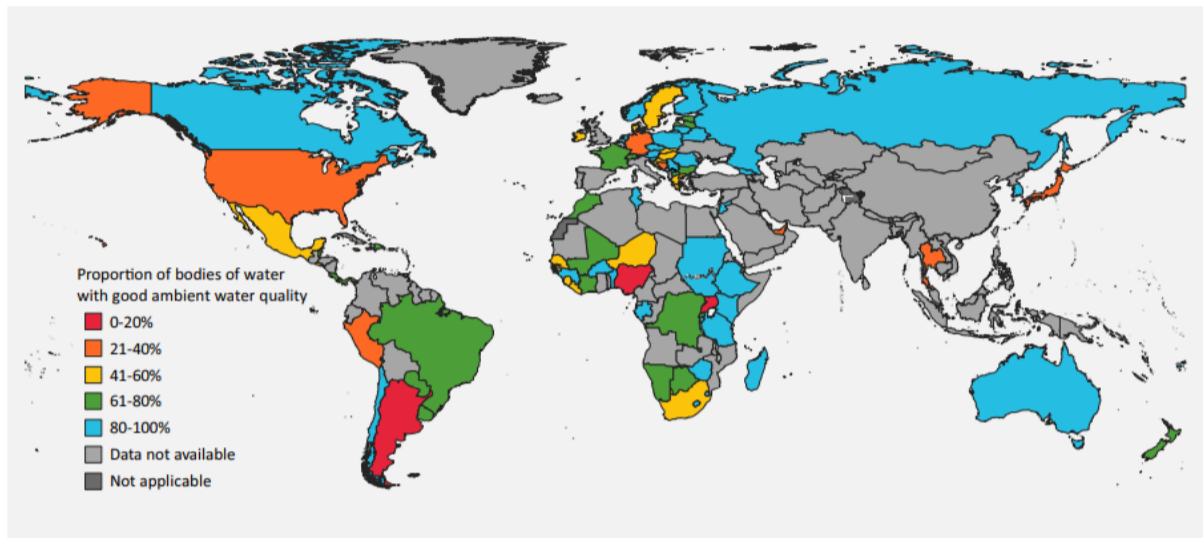 Proportion of bodies of water
with good ambient water quality
0-20%
21-40%
41-60%
61-80%
80-100%
Data not available
Not applicable